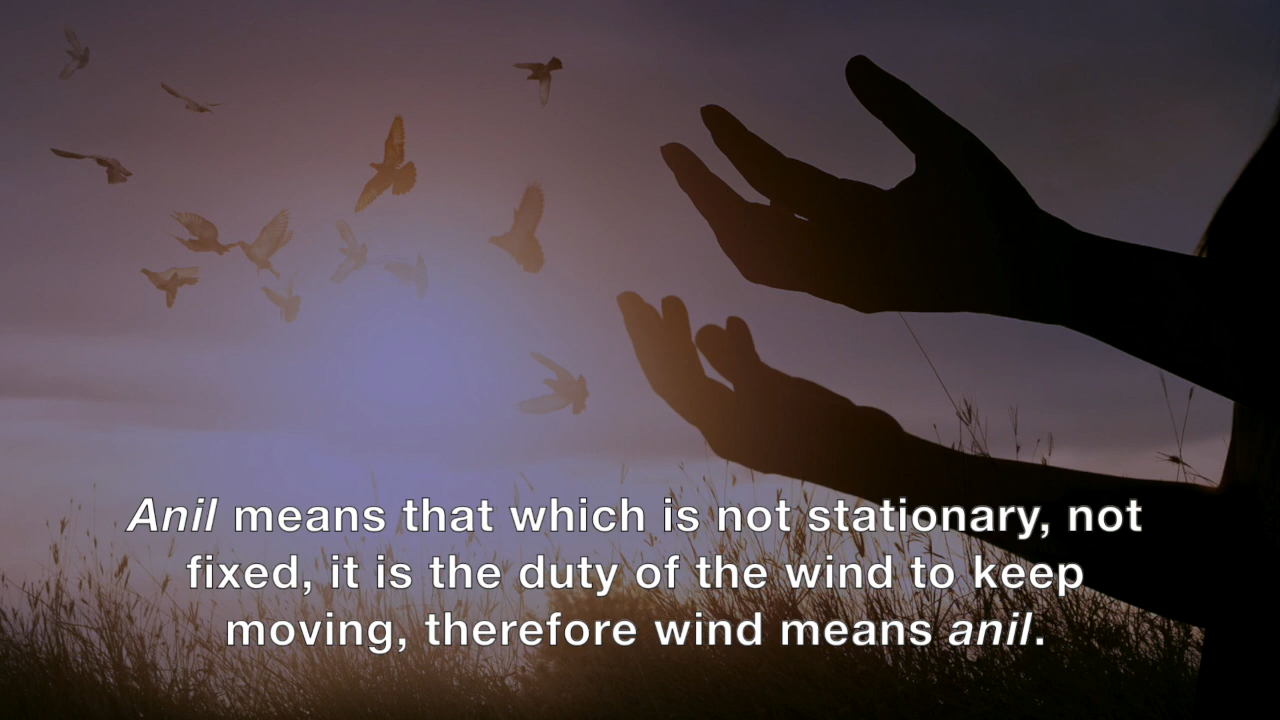 Anil means that which is not stationary, not
fixed, it is the duty of the wind to keep
moving, therefore wind means anil.